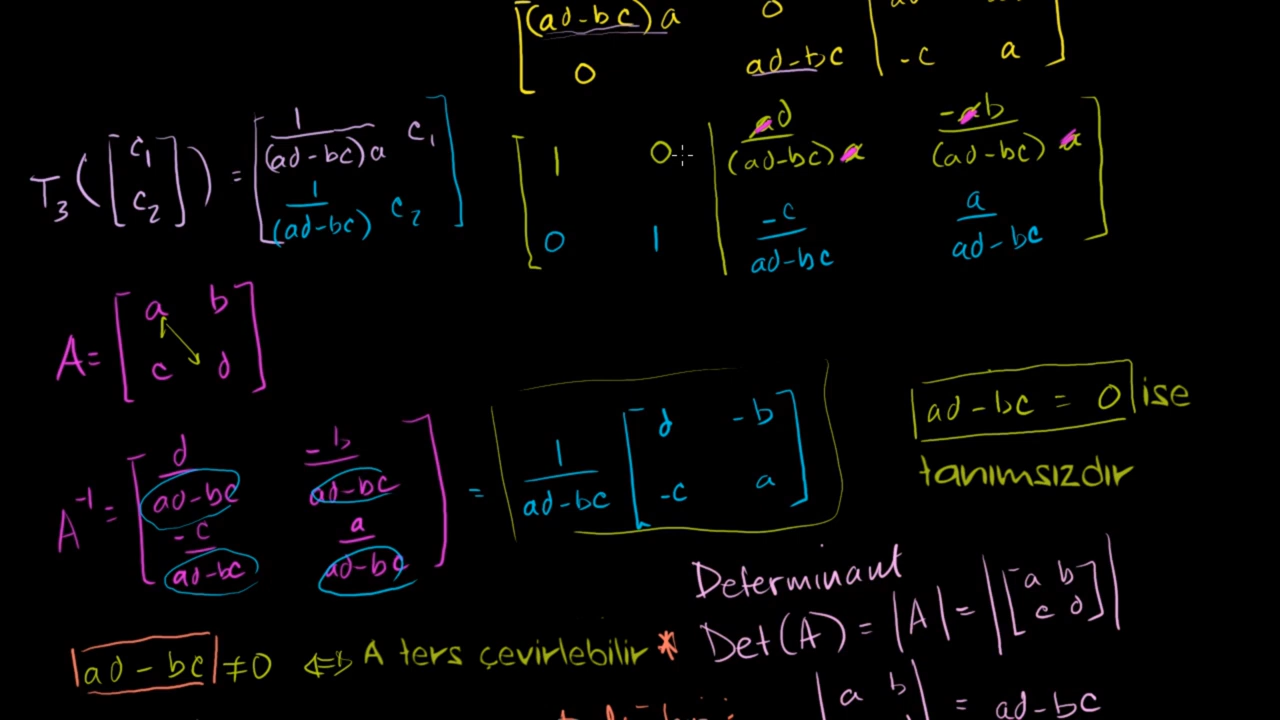 [(ad-bc)a 0 |
0 ad-bc | -c a]
T₃([c₁ c₂]) = [1/(ad-bc)a c₁
1/(ad-bc) c₂]
[1 0 | ad/(ad-bc)a -ab/(ad-bc)a
0 1 | -c/ad-bc a/ad-bc]
A = [a b
c d]
A⁻¹ = [d/ad-bc -b/ad-bc
-c/ad-bc a/ad-bc] = 1/ad-bc [d -b
-c a]
ad-bc = 0 ise
tanımsızdır
Determinant
Det(A) = |A| = |[a b
c d]|
ad-bc ≠ 0 ⇔ A ters çevirlebilir *
|a b = ad-bc